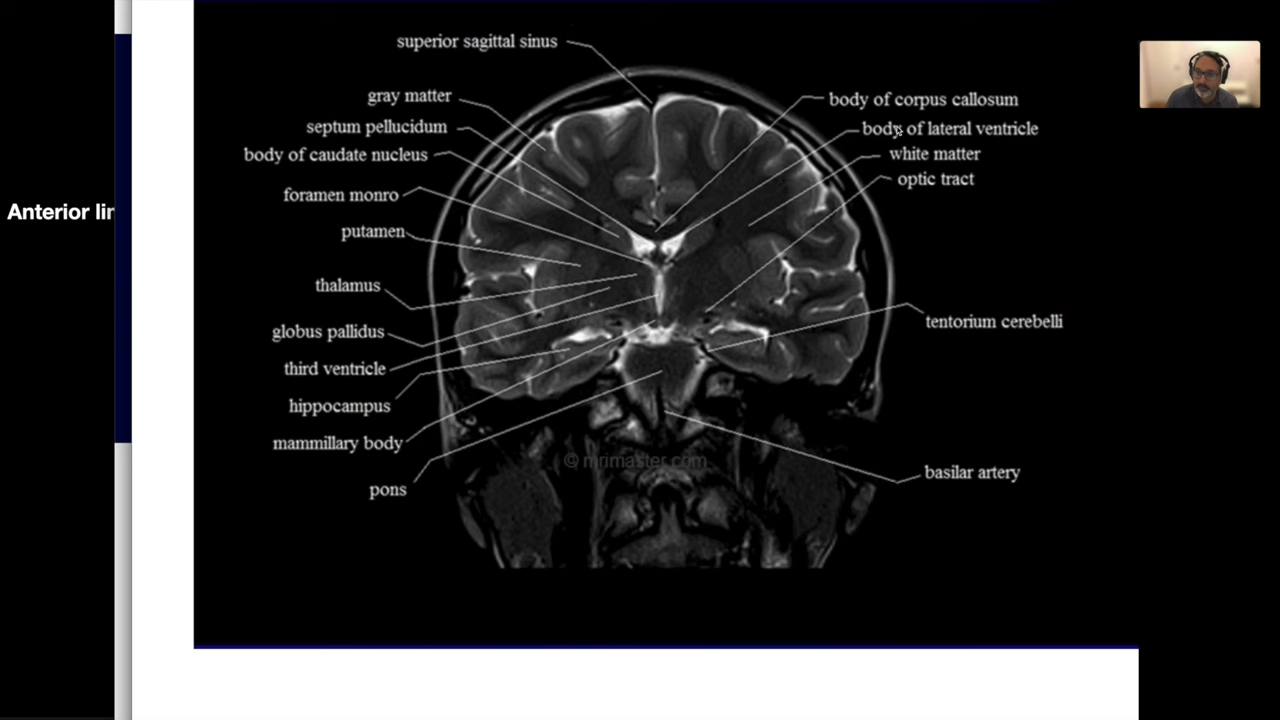 superior sagittal sinus
gray matter
septum pellucidum
body of caudate nucleus
foramen monro
putamen
thalamus
globus pallidus
third ventricle
hippocampus
mammillary body
pons
body of corpus callosum
body of lateral ventricle
white matter
optic tract
tentorium cerebelli
basilar artery
© mrimaster.com
Anterior lir